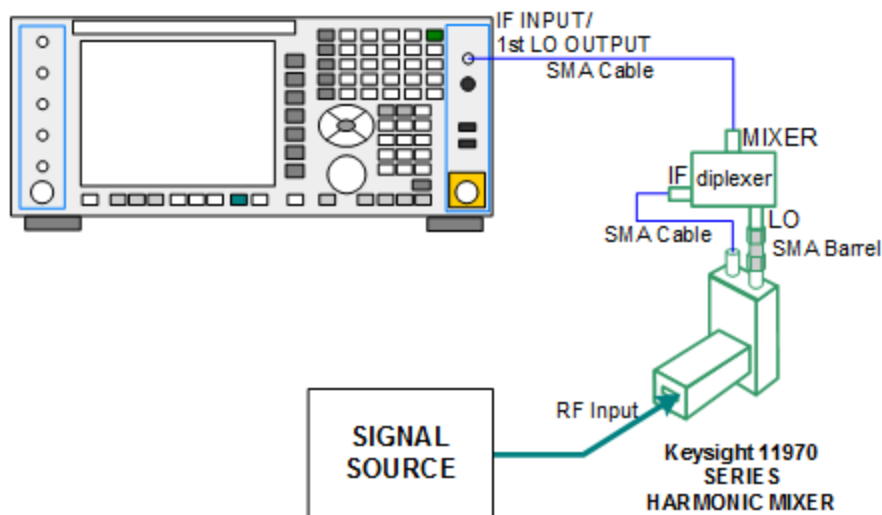 IF INPUT/
1st LO OUTPUT
SMA Cable
MIXER
IF
diplexer
LO
SMA Cable
SMA Barrel
RF Input
SIGNAL
SOURCE
Keysight 11970
SERIES
HARMONIC MIXER